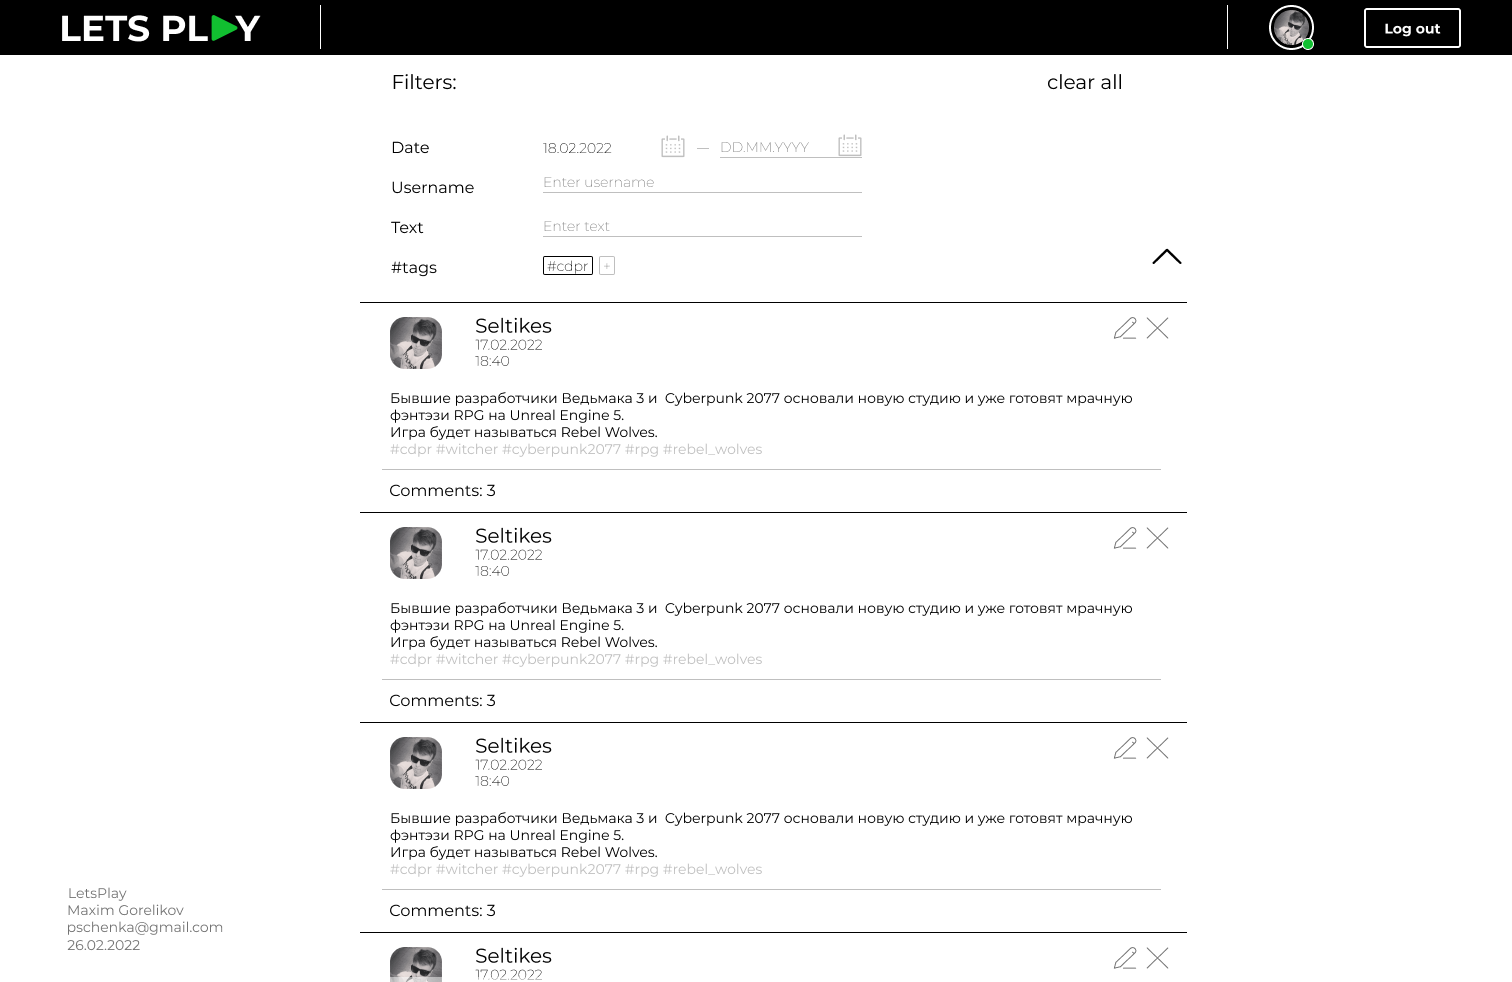 LETS PLAY
Log out
Filters:
clear all
Date
18.02.2022
—
DD.MM.YYYY
Username
Enter username
Text
Enter text
#tags
#cdpr
+
Seltikes
17.02.2022
18:40
Бывшие разработчики Ведьмака 3 и  Cyberpunk 2077 основали новую студию и уже готовят мрачную
фэнтэзи RPG на Unreal Engine 5.
Игра будет называться Rebel Wolves.
#cdpr #witcher #cyberpunk2077 #rpg #rebel_wolves
Comments: 3
Seltikes
17.02.2022
18:40
Бывшие разработчики Ведьмака 3 и  Cyberpunk 2077 основали новую студию и уже готовят мрачную
фэнтэзи RPG на Unreal Engine 5.
Игра будет называться Rebel Wolves.
#cdpr #witcher #cyberpunk2077 #rpg #rebel_wolves
Comments: 3
Seltikes
17.02.2022
18:40
Бывшие разработчики Ведьмака 3 и  Cyberpunk 2077 основали новую студию и уже готовят мрачную
фэнтэзи RPG на Unreal Engine 5.
Игра будет называться Rebel Wolves.
#cdpr #witcher #cyberpunk2077 #rpg #rebel_wolves
Comments: 3
Seltikes
17.02.2022
LetsPlay
Maxim Gorelikov
pschenka@gmail.com
26.02.2022